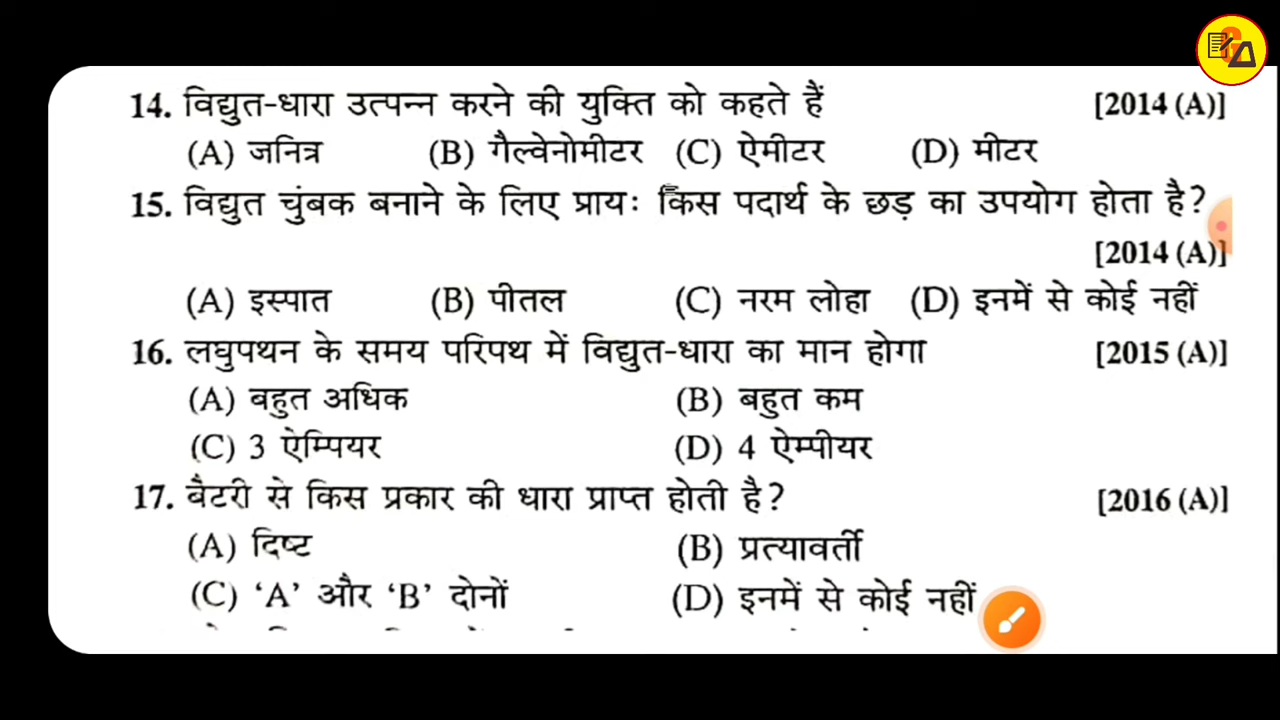 14. विद्युत-धारा उत्पन्न करने की युक्ति को कहते हैं [2014 (A)]
(A) जनित्र (B) गैल्वेनोमीटर (C) ऐमीटर (D) मीटर
15. विद्युत चुंबक बनाने के लिए प्रायः किस पदार्थ के छड़ का उपयोग होता है?
[2014 (A)]
(A) इस्पात (B) पीतल (C) नरम लोहा (D) इनमें से कोई नहीं
16. लघुपथन के समय परिपथ में विद्युत-धारा का मान होगा [2015 (A)]
(A) बहुत अधिक (B) बहुत कम
(C) 3 ऐम्पियर (D) 4 ऐम्पीयर
17. बैटरी से किस प्रकार की धारा प्राप्त होती है? [2016 (A)]
(A) दिष्ट (B) प्रत्यावर्ती
(C) ‘A’ और ‘B’ दोनों (D) इनमें से कोई नहीं